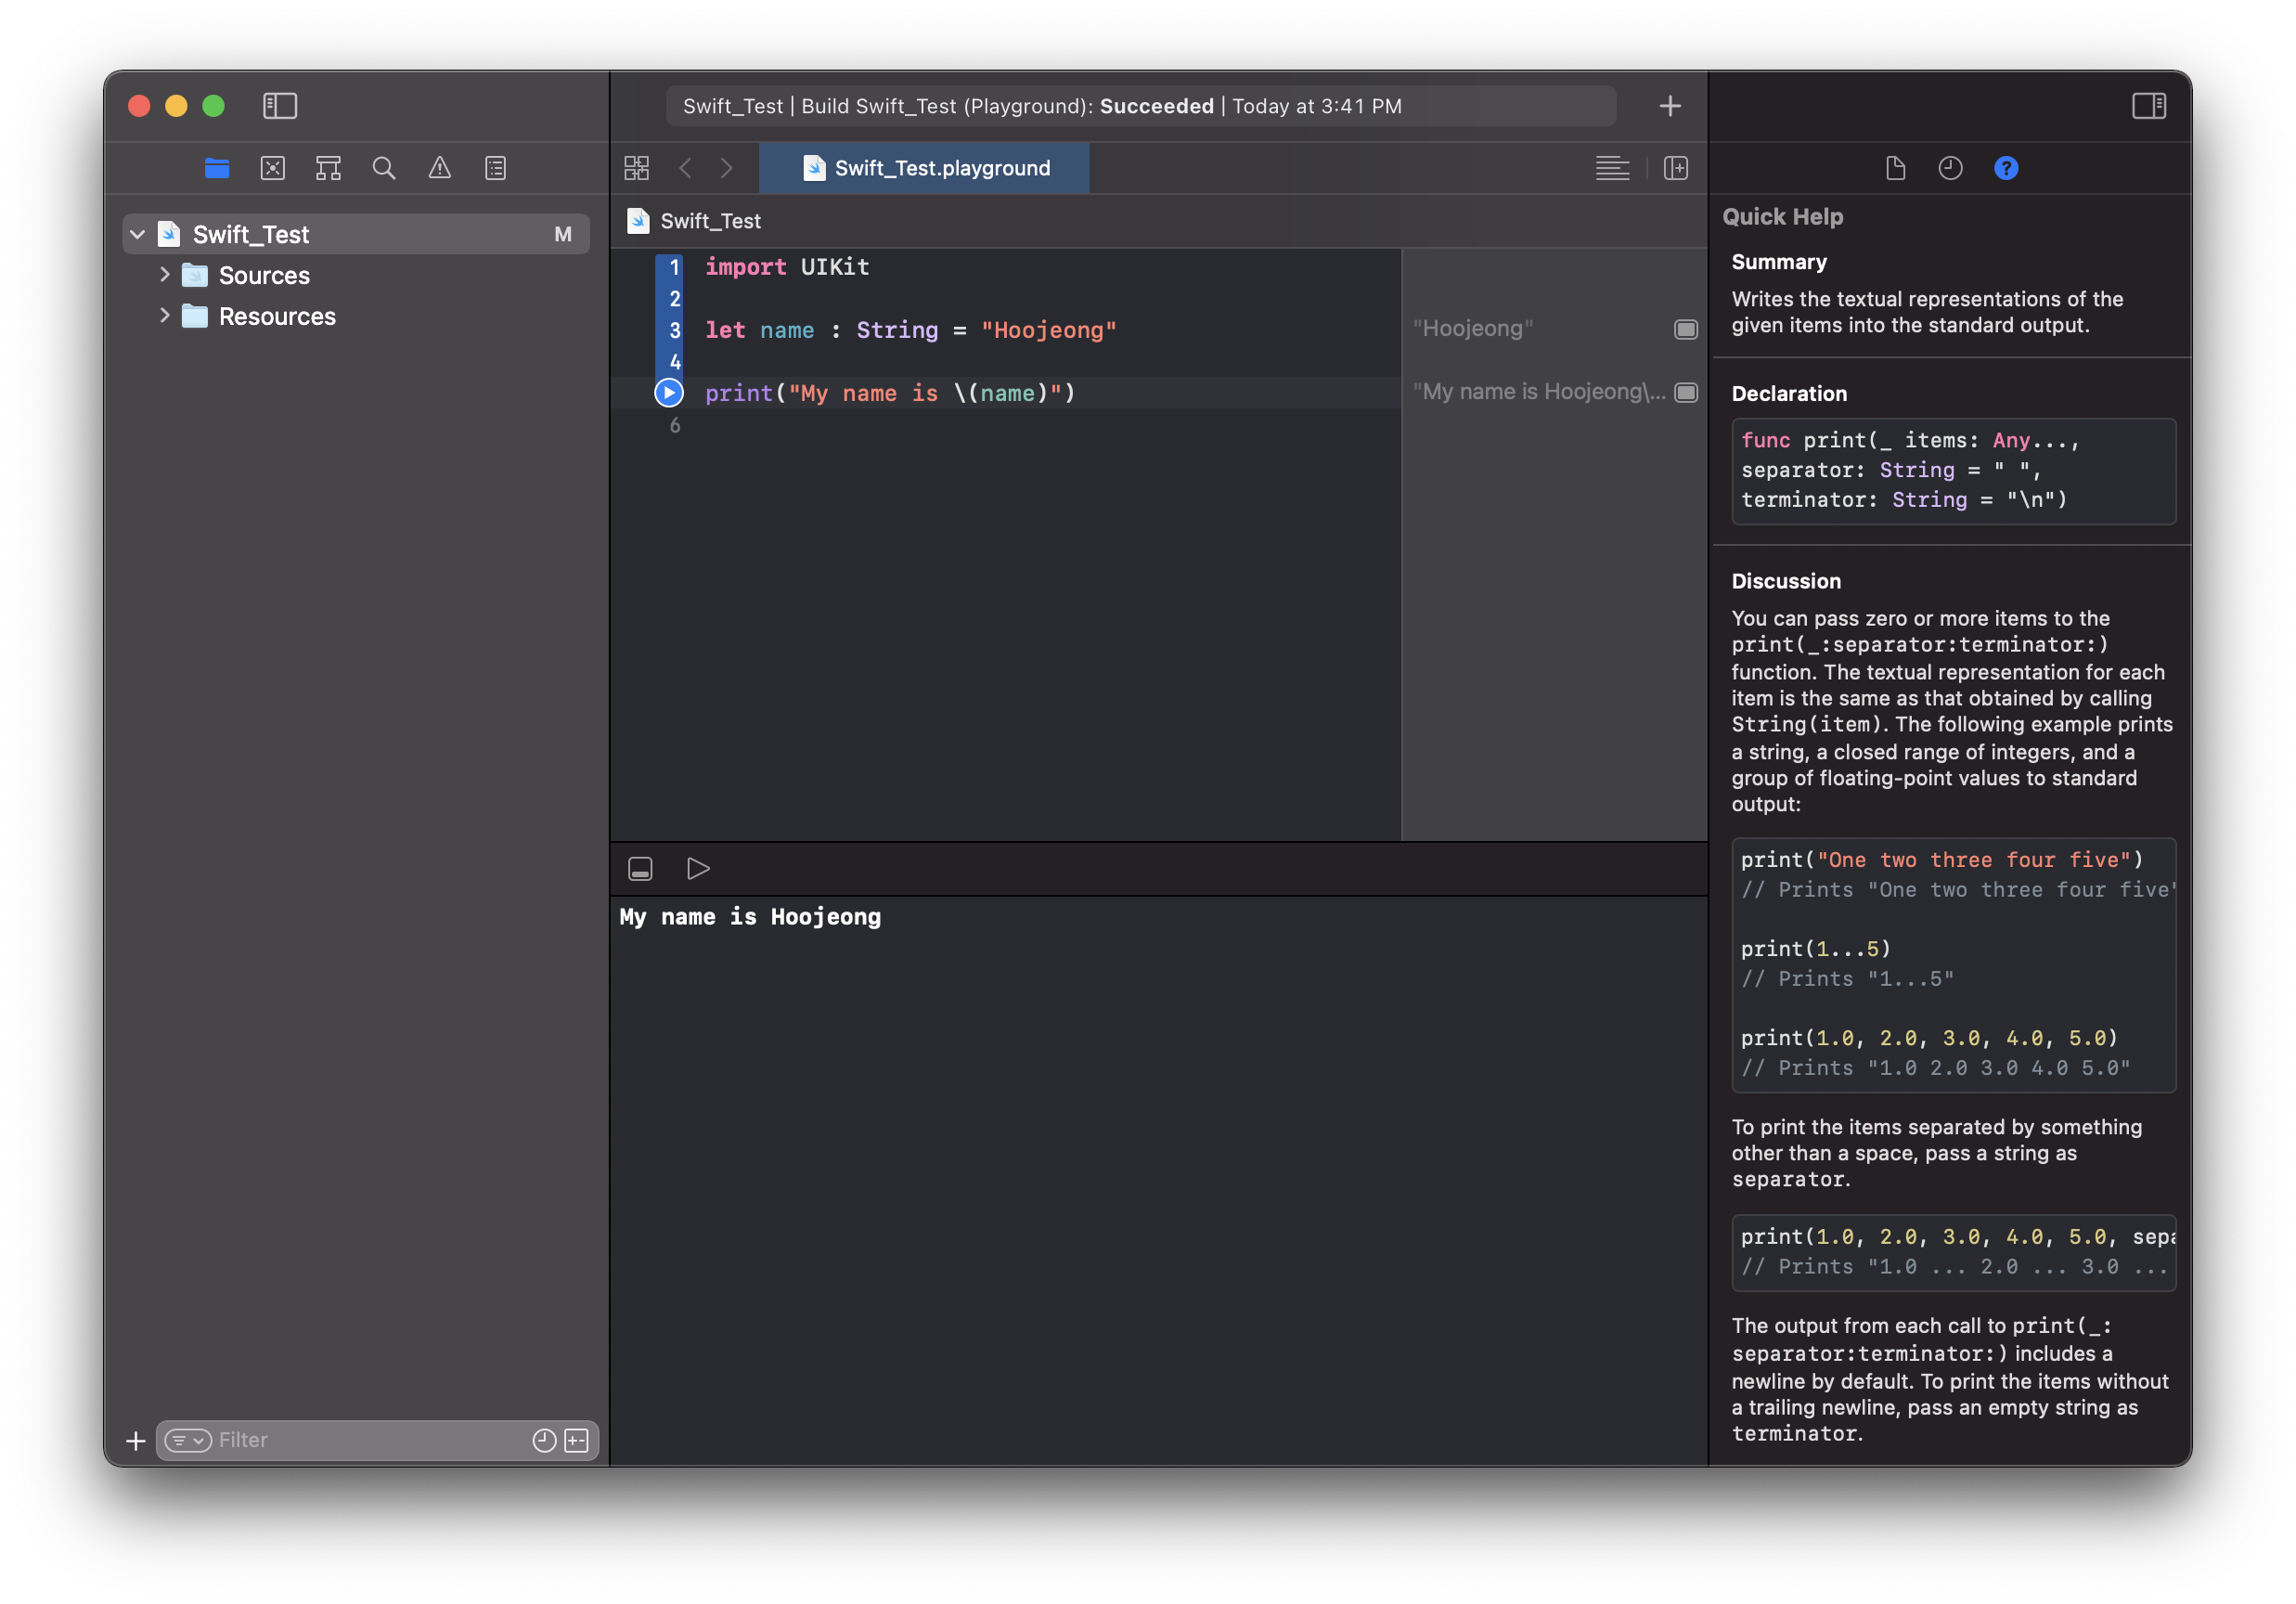 Swift_Test | Build Swift_Test (Playground): Succeeded | Today at 3:41 PM
Swift_Test.playground
Swift_Test M
Sources
Resources
Swift_Test
1 import UIKit
2
3 let name : String = "Hoojeong"
"Hoojeong"
4
print("My name is \(name)")
"My name is Hoojeong\...
6
My name is Hoojeong
Filter
Quick Help
Summary
Writes the textual representations of the
given items into the standard output.
Declaration
func print(_ items: Any...,
separator: String = " ",
terminator: String = "\n")
Discussion
You can pass zero or more items to the
print(_:separator:terminator:)
function. The textual representation for each
item is the same as that obtained by calling
String(item). The following example prints
a string, a closed range of integers, and a
group of floating-point values to standard
output:
print("One two three four five")
// Prints "One two three four five"
print(1...5)
// Prints "1...5"
print(1.0, 2.0, 3.0, 4.0, 5.0)
// Prints "1.0 2.0 3.0 4.0 5.0"
To print the items separated by something
other than a space, pass a string as
separator.
print(1.0, 2.0, 3.0, 4.0, 5.0, sepa
// Prints "1.0 ... 2.0 ... 3.0 ...
The output from each call to print(_:
separator:terminator:) includes a
newline by default. To print the items without
a trailing newline, pass an empty string as
terminator.